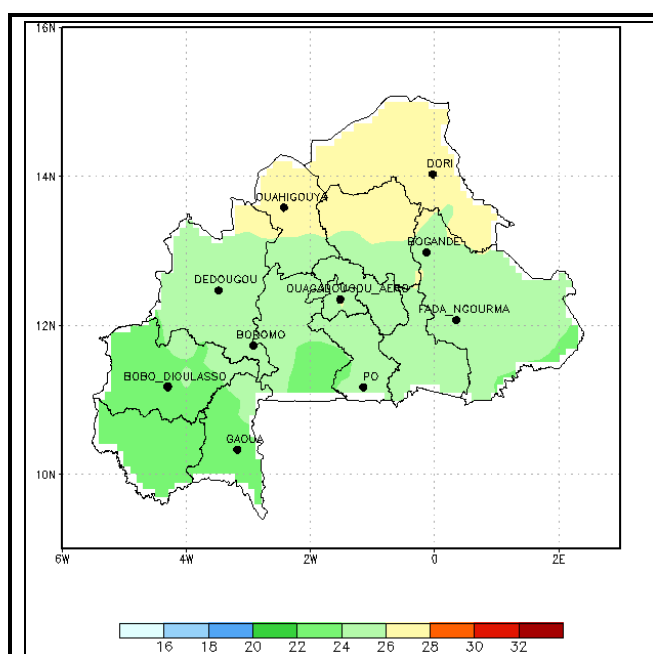 16N
DORI
14N
OUAHIGOUYA
BOGANDE
DEDOUGOU
OUAGADOUGOU_AERO
FADA_NGOURMA
12N
BOROMO
BOBO_DIOULASSO
PO
GAOUA
10N
6W 4W 2W 0 2E
16 18 20 22 24 26 28 30 32